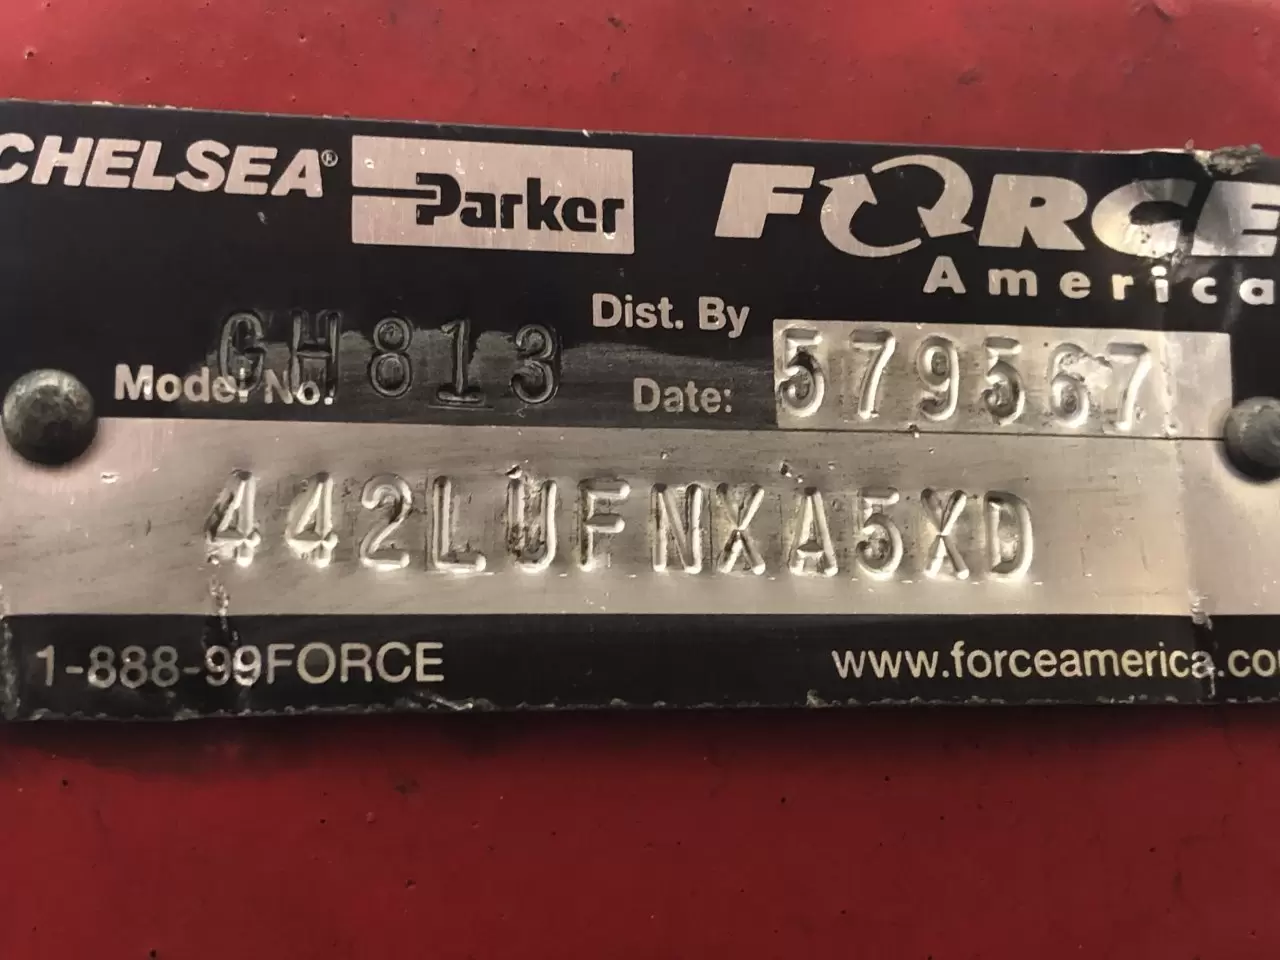 CHELSEA® Parker FORCE
America
Dist. By
Model No. GH813 Date: 579567
442LUFNXA5XD
1-888-99FORCE www.forceamerica.co